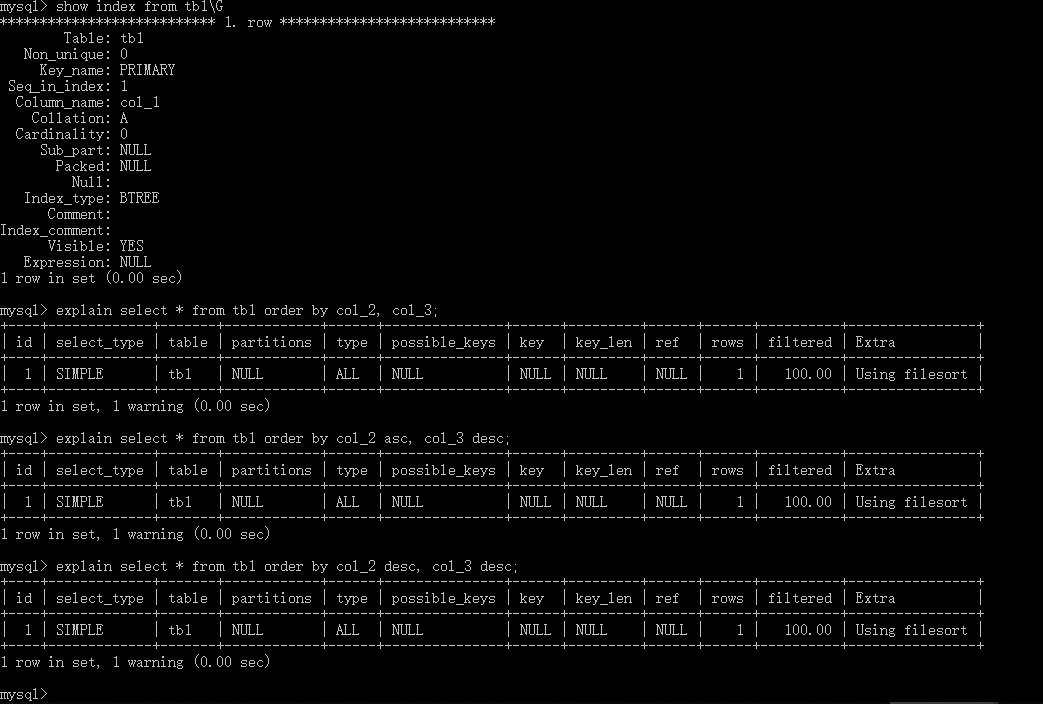 mysql> show index from tb1\G
*************************** 1. row ***************************
        Table: tb1
   Non_unique: 0
     Key_name: PRIMARY
 Seq_in_index: 1
  Column_name: col_1
    Collation: A
  Cardinality: 0
     Sub_part: NULL
       Packed: NULL
         Null:
   Index_type: BTREE
      Comment:
Index_comment:
      Visible: YES
   Expression: NULL
1 row in set (0.00 sec)
mysql> explain select * from tb1 order by col_2, col_3;
+----+-------------+-------+------------+------+---------------+------+---------+------+------+----------+----------------+
| id | select_type | table | partitions | type | possible_keys | key  | key_len | ref  | rows | filtered | Extra          |
+----+-------------+-------+------------+------+---------------+------+---------+------+------+----------+----------------+
|  1 | SIMPLE      | tb1   | NULL       | ALL  | NULL          | NULL | NULL    | NULL |    1 |   100.00 | Using filesort |
+----+-------------+-------+------------+------+---------------+------+---------+------+------+----------+----------------+
1 row in set, 1 warning (0.00 sec)
mysql> explain select * from tb1 order by col_2 asc, col_3 desc;
+----+-------------+-------+------------+------+---------------+------+---------+------+------+----------+----------------+
| id | select_type | table | partitions | type | possible_keys | key  | key_len | ref  | rows | filtered | Extra          |
+----+-------------+-------+------------+------+---------------+------+---------+------+------+----------+----------------+
|  1 | SIMPLE      | tb1   | NULL       | ALL  | NULL          | NULL | NULL    | NULL |    1 |   100.00 | Using filesort |
+----+-------------+-------+------------+------+---------------+------+---------+------+------+----------+----------------+
1 row in set, 1 warning (0.00 sec)
mysql> explain select * from tb1 order by col_2 desc, col_3 desc;
+----+-------------+-------+------------+------+---------------+------+---------+------+------+----------+----------------+
| id | select_type | table | partitions | type | possible_keys | key  | key_len | ref  | rows | filtered | Extra          |
+----+-------------+-------+------------+------+---------------+------+---------+------+------+----------+----------------+
|  1 | SIMPLE      | tb1   | NULL       | ALL  | NULL          | NULL | NULL    | NULL |    1 |   100.00 | Using filesort |
+----+-------------+-------+------------+------+---------------+------+---------+------+------+----------+----------------+
1 row in set, 1 warning (0.00 sec)
mysql>